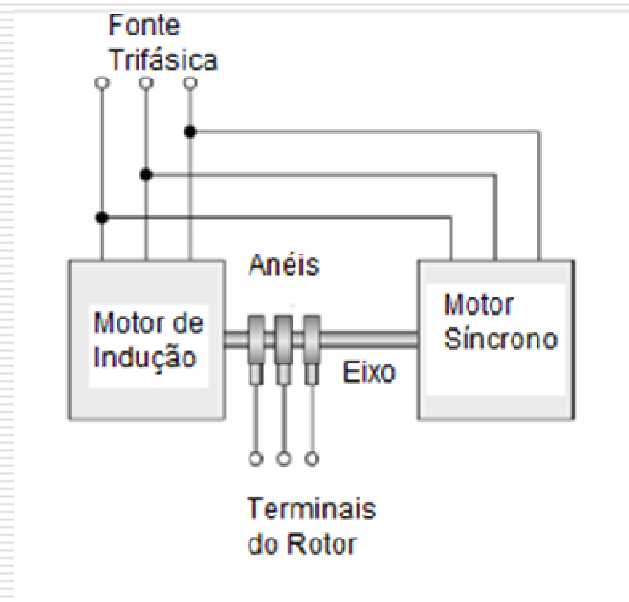 Fonte
Trifásica
Anéis
Motor de
Indução
Motor
Síncrono
Eixo
Terminais
do Rotor